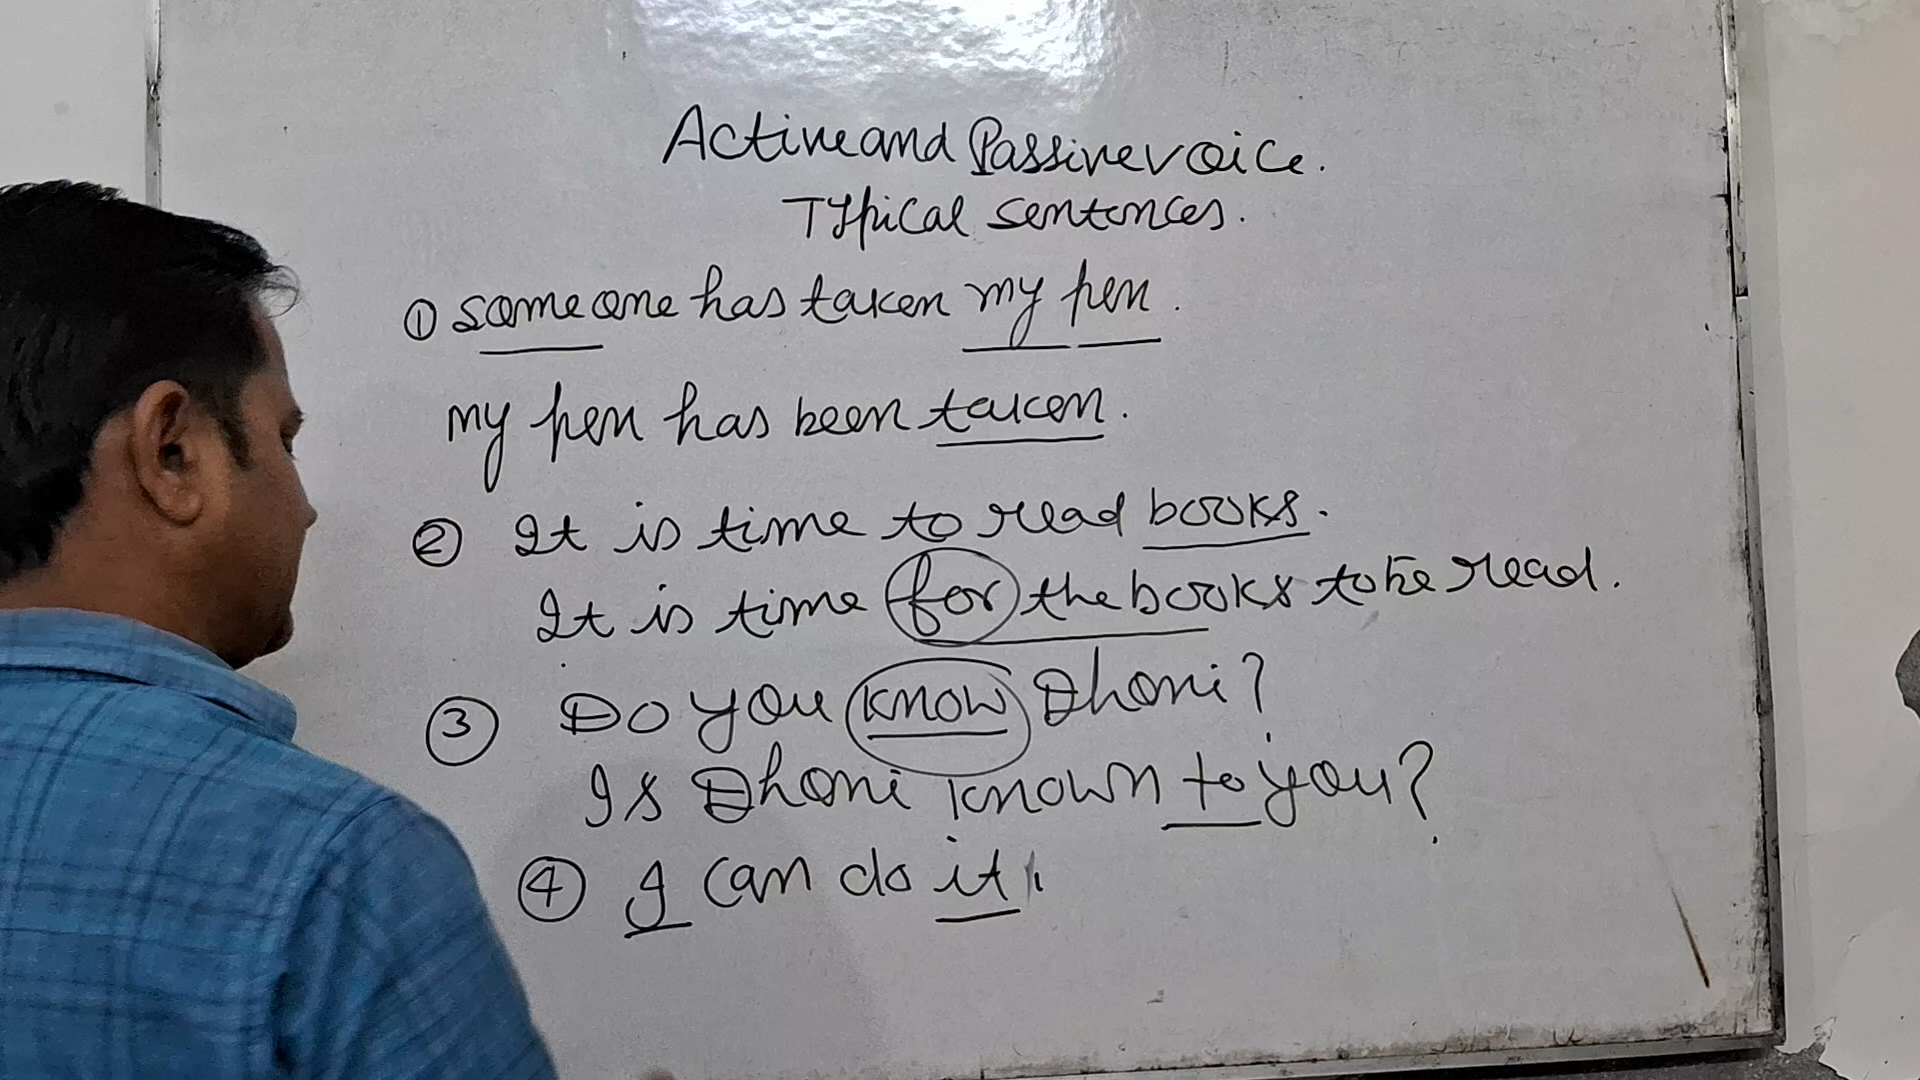 Active and Passive voice.
Typical sentences.
① someone has taken my pen.
my pen has been taken.
② It is time to read books.
It is time for the books to be read.
③ Do you know Dhoni?
Is Dhoni known to you?
④ I can do it.